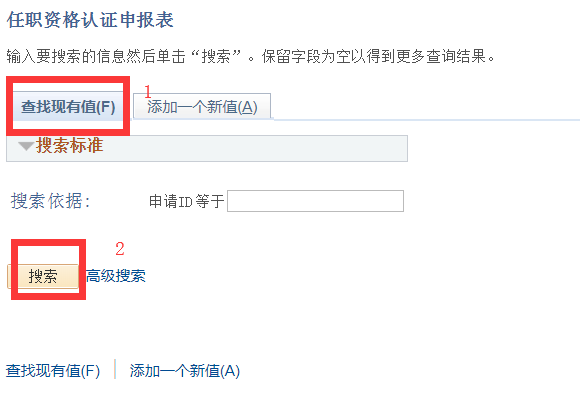 任职资格认证申报表
输入要搜索的信息然后单击“搜索”。保留字段为空以得到更多查询结果。
1
查找现有值(F) 添加一个新值(A)
搜索标准
搜索依据: 申请ID 等于
2
搜索 高级搜索
查找现有值(F) | 添加一个新值(A)